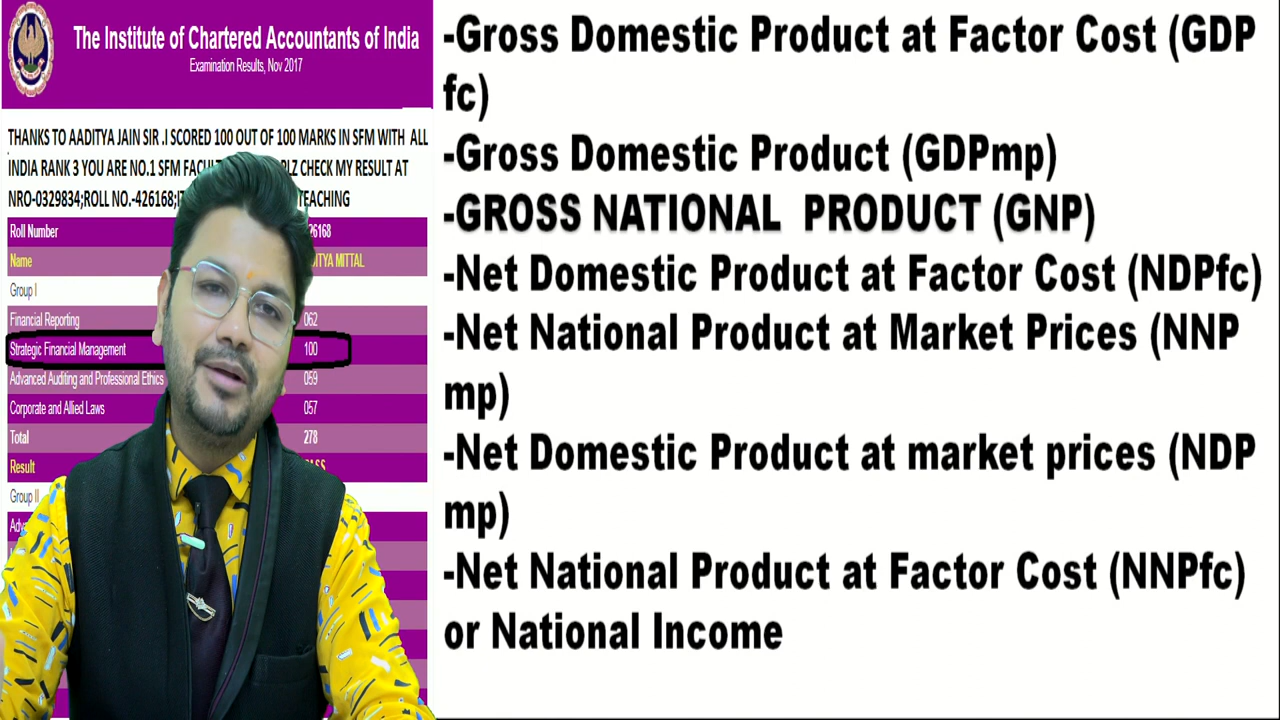 The Institute of Chartered Accountants of India
Examination Results, Nov 2017
THANKS TO AADITYA JAIN SIR .I SCORED 100 OUT OF 100 MARKS IN SFM WITH ALL
INDIA RANK 3 YOU ARE NO.1 SFM PLZ CHECK MY RESULT AT
NRO-0329834;ROLL NO.-426168; TEACHING
Roll Number
Name MITTAL
Group I
Financial Reporting 062
Strategic Financial Management 100
Advanced Auditing and Professional Ethics 059
Corporate and Allied Laws 057
Total 278
Result
Group II
-Gross Domestic Product at Factor Cost (GDP
fc)
-Gross Domestic Product (GDPmp)
-GROSS NATIONAL PRODUCT (GNP)
-Net Domestic Product at Factor Cost (NDPfc)
-Net National Product at Market Prices (NNP
mp)
-Net Domestic Product at market prices (NDP
mp)
-Net National Product at Factor Cost (NNPfc)
or National Income